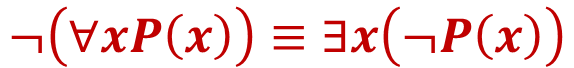 ¬(∀xP(x)) ≡ ∃x(¬P(x))